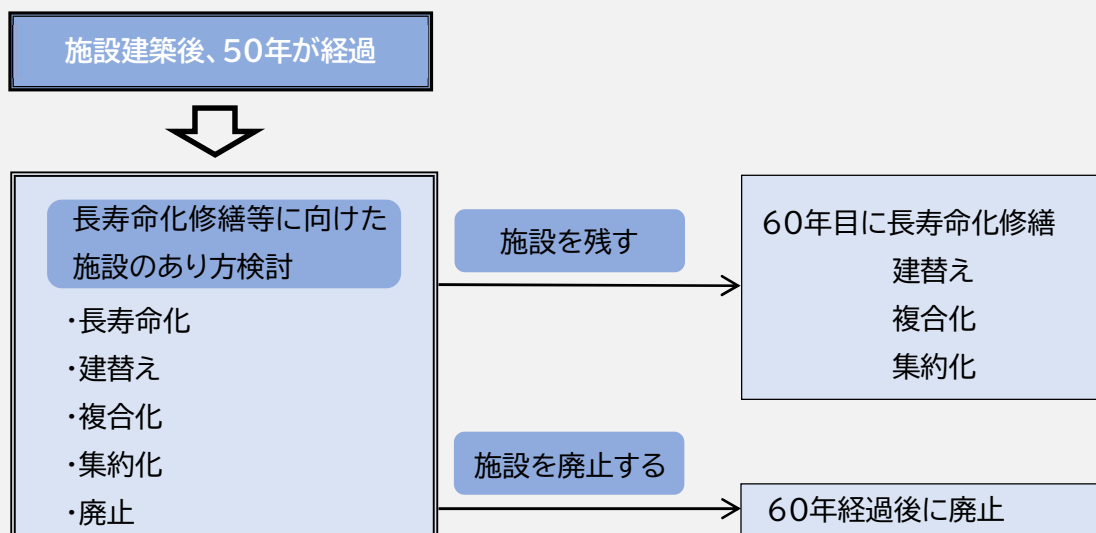 施設建築後、50年が経過
長寿命化修繕等に向けた
施設のあり方検討
・長寿命化
・建替え
・複合化
・集約化
・廃止
施設を残す
60年目に長寿命化修繕
建替え
複合化
集約化
施設を廃止する
60年経過後に廃止